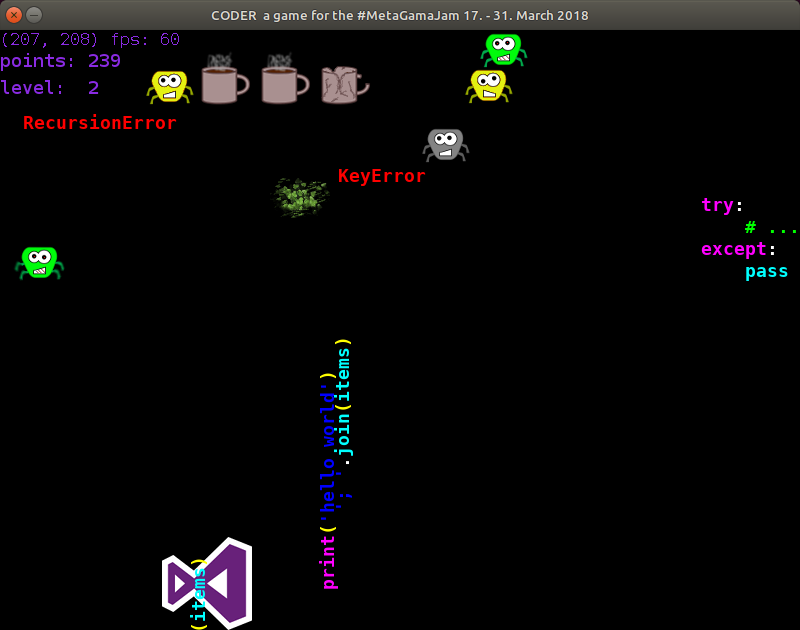 CODER a game for the #MetaGamaJam 17. - 31. March 2018
(207, 208) fps: 60
points: 239
level: 2
RecursionError
KeyError
try:
# ...
except:
pass
print('hello world')
'; '.join(items)
(items)